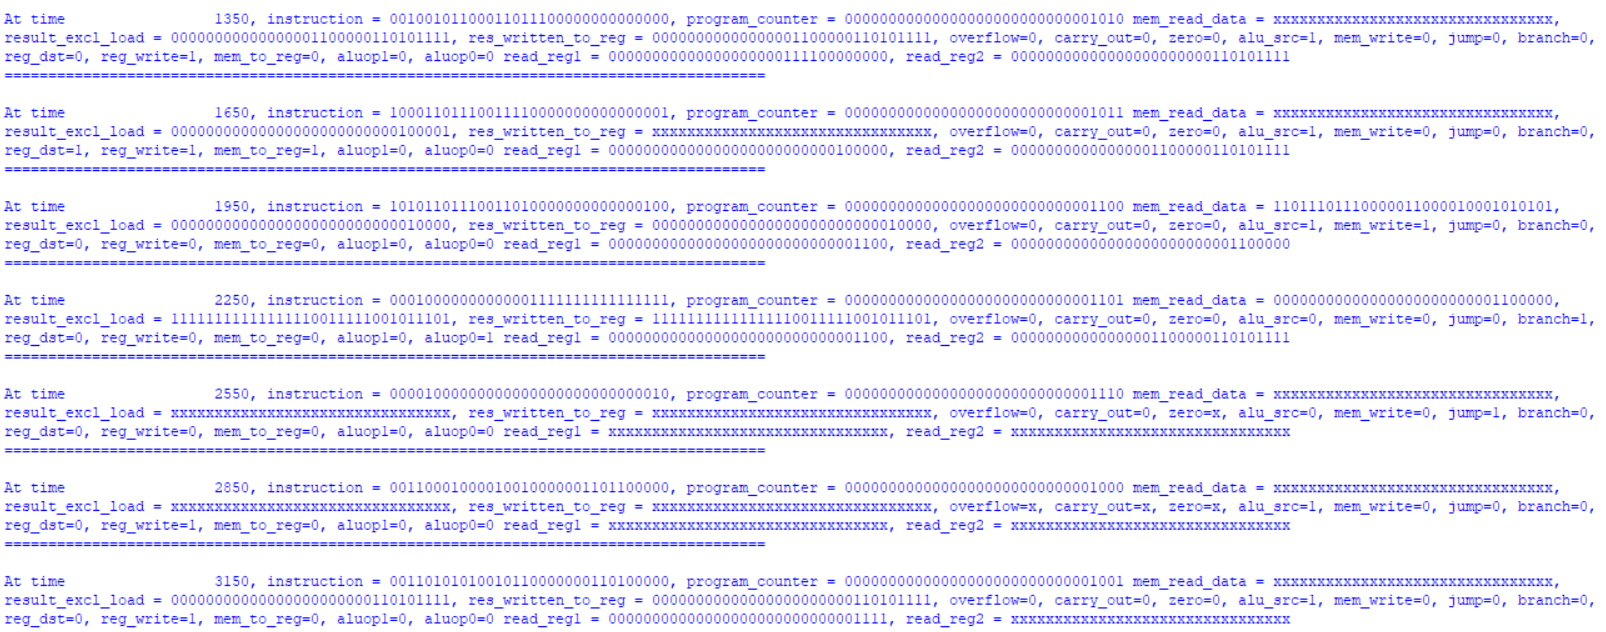 At time 1350, instruction = 00100101100011011100000000000000, program_counter = 00000000000000000000000000001010 mem_read_data = xxxxxxxxxxxxxxxxxxxxxxxxxxxxxxxx,
result_excl_load = 00000000000000001100000110101111, res_written_to_reg = 00000000000000001100000110101111, overflow=0, carry_out=0, zero=0, alu_src=1, mem_write=0, jump=0, branch=0,
reg_dst=0, reg_write=1, mem_to_reg=0, aluop1=0, aluop0=0 read_reg1 = 00000000000000000000111100000000, read_reg2 = 00000000000000000000000110101111
=======================================================================================
At time 1650, instruction = 10001101110011110000000000000001, program_counter = 00000000000000000000000000001011 mem_read_data = xxxxxxxxxxxxxxxxxxxxxxxxxxxxxxxx,
result_excl_load = 00000000000000000000000000100001, res_written_to_reg = xxxxxxxxxxxxxxxxxxxxxxxxxxxxxxxx, overflow=0, carry_out=0, zero=0, alu_src=1, mem_write=0, jump=0, branch=0,
reg_dst=1, reg_write=1, mem_to_reg=1, aluop1=0, aluop0=0 read_reg1 = 00000000000000000000000000100000, read_reg2 = 00000000000000001100000110101111
=======================================================================================
At time 1950, instruction = 10101101110011010000000000000100, program_counter = 00000000000000000000000000001100 mem_read_data = 11011101110000011000010001010101,
result_excl_load = 00000000000000000000000000010000, res_written_to_reg = 00000000000000000000000000010000, overflow=0, carry_out=0, zero=0, alu_src=1, mem_write=1, jump=0, branch=0,
reg_dst=0, reg_write=0, mem_to_reg=0, aluop1=0, aluop0=0 read_reg1 = 00000000000000000000000000001100, read_reg2 = 00000000000000000000000001100000
=======================================================================================
At time 2250, instruction = 00010000000000001111111111111111, program_counter = 00000000000000000000000000001101 mem_read_data = 00000000000000000000000001100000,
result_excl_load = 11111111111111110011111001011101, res_written_to_reg = 11111111111111110011111001011101, overflow=0, carry_out=0, zero=0, alu_src=0, mem_write=0, jump=0, branch=1,
reg_dst=0, reg_write=0, mem_to_reg=0, aluop1=0, aluop0=1 read_reg1 = 00000000000000000000000000001100, read_reg2 = 00000000000000001100000110101111
=======================================================================================
At time 2550, instruction = 00001000000000000000000000000010, program_counter = 00000000000000000000000000001110 mem_read_data = xxxxxxxxxxxxxxxxxxxxxxxxxxxxxxxx,
result_excl_load = xxxxxxxxxxxxxxxxxxxxxxxxxxxxxxxx, res_written_to_reg = xxxxxxxxxxxxxxxxxxxxxxxxxxxxxxxx, overflow=0, carry_out=0, zero=x, alu_src=0, mem_write=0, jump=1, branch=0,
reg_dst=0, reg_write=0, mem_to_reg=0, aluop1=0, aluop0=0 read_reg1 = xxxxxxxxxxxxxxxxxxxxxxxxxxxxxxxx, read_reg2 = xxxxxxxxxxxxxxxxxxxxxxxxxxxxxxxx
=======================================================================================
At time 2850, instruction = 00110001000010010000001101100000, program_counter = 00000000000000000000000000001000 mem_read_data = xxxxxxxxxxxxxxxxxxxxxxxxxxxxxxxx,
result_excl_load = xxxxxxxxxxxxxxxxxxxxxxxxxxxxxxxx, res_written_to_reg = xxxxxxxxxxxxxxxxxxxxxxxxxxxxxxxx, overflow=x, carry_out=x, zero=x, alu_src=1, mem_write=0, jump=0, branch=0,
reg_dst=0, reg_write=1, mem_to_reg=0, aluop1=0, aluop0=0 read_reg1 = xxxxxxxxxxxxxxxxxxxxxxxxxxxxxxxx, read_reg2 = xxxxxxxxxxxxxxxxxxxxxxxxxxxxxxxx
=======================================================================================
At time 3150, instruction = 00110101010010110000000110100000, program_counter = 00000000000000000000000000001001 mem_read_data = xxxxxxxxxxxxxxxxxxxxxxxxxxxxxxxx,
result_excl_load = 00000000000000000000000110101111, res_written_to_reg = 00000000000000000000000110101111, overflow=0, carry_out=0, zero=0, alu_src=1, mem_write=0, jump=0, branch=0,
reg_dst=0, reg_write=1, mem_to_reg=0, aluop1=0, aluop0=0 read_reg1 = 00000000000000000000000000001111, read_reg2 = xxxxxxxxxxxxxxxxxxxxxxxxxxxxxxxx